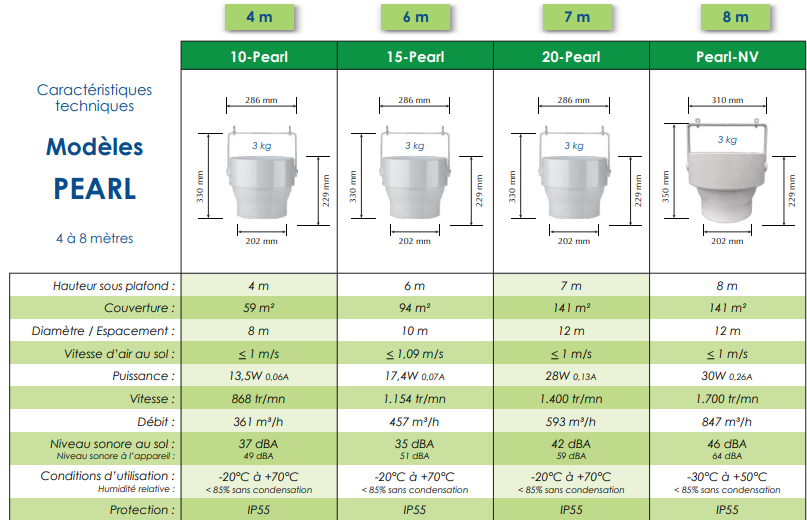 4 m 6 m 7 m 8 m
10-Pearl 15-Pearl 20-Pearl Pearl-NV
Caractéristiques
techniques
Modèles
PEARL
4 à 8 mètres
286 mm 286 mm 286 mm 310 mm
3 kg 3 kg 3 kg 3 kg
330 mm 229 mm 330 mm 229 mm 330 mm 229 mm 350 mm 229 mm
202 mm 202 mm 202 mm 202 mm
Hauteur sous plafond : 4 m 6 m 7 m 8 m
Couverture : 59 m² 94 m² 141 m² 141 m²
Diamètre / Espacement : 8 m 10 m 12 m 12 m
Vitesse d'air au sol : ≤ 1 m/s ≤ 1,09 m/s ≤ 1 m/s ≤ 1 m/s
Puissance : 13,5W 0,06A 17,4W 0,07A 28W 0,13A 30W 0,26A
Vitesse : 868 tr/mn 1.154 tr/mn 1.400 tr/mn 1.700 tr/mn
Débit : 361 m³/h 457 m³/h 593 m³/h 847 m³/h
Niveau sonore au sol : 37 dBA 35 dBA 42 dBA 46 dBA
Niveau sonore à l'appareil : 49 dBA 51 dBA 59 dBA 64 dBA
Conditions d'utilisation : -20°C à +70°C -20°C à +70°C -20°C à +70°C -30°C à +50°C
Humidité relative : < 85% sans condensation < 85% sans condensation < 85% sans condensation < 85% sans condensation
Protection : IP55 IP55 IP55 IP55